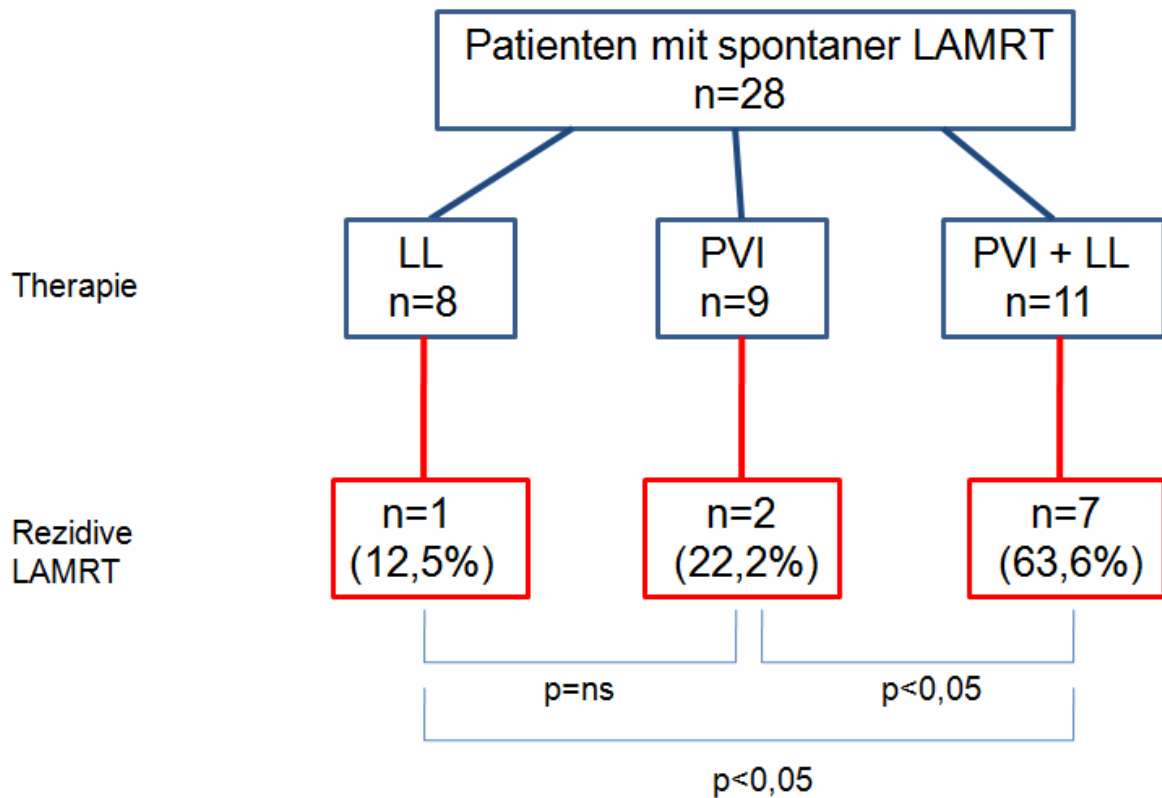 Patienten mit spontaner LAMRT
n=28
Therapie
LL
n=8
PVI
n=9
PVI + LL
n=11
Rezidive
LAMRT
n=1
(12,5%)
n=2
(22,2%)
n=7
(63,6%)
p=ns
p<0,05
p<0,05